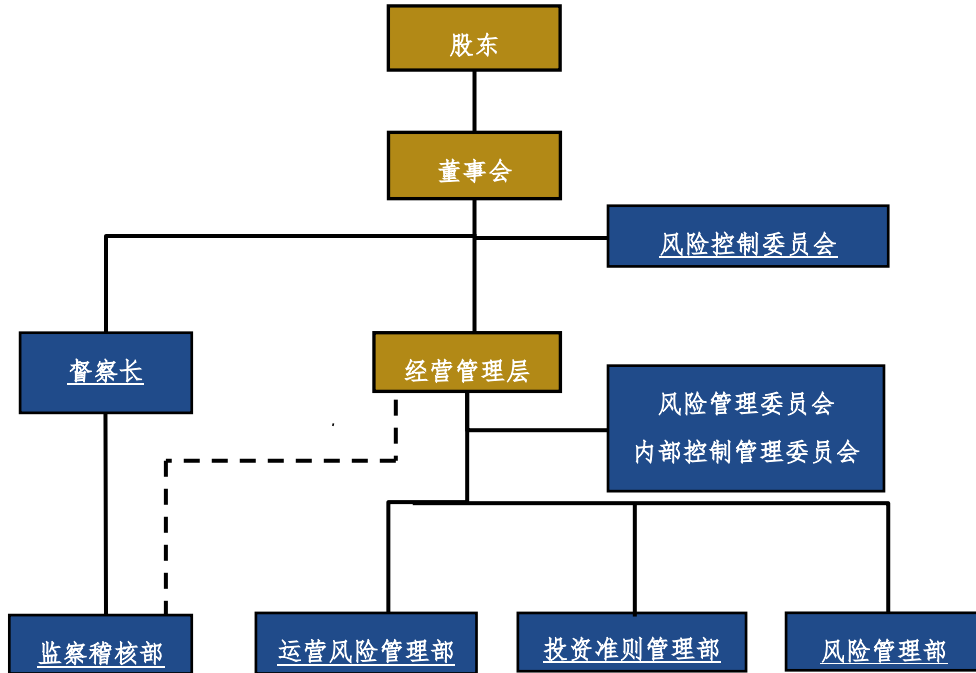 股东
董事会
风险控制委员会
督察长
经营管理层
风险管理委员会
内部控制管理委员会
监察稽核部
运营风险管理部
投资准则管理部
风险管理部